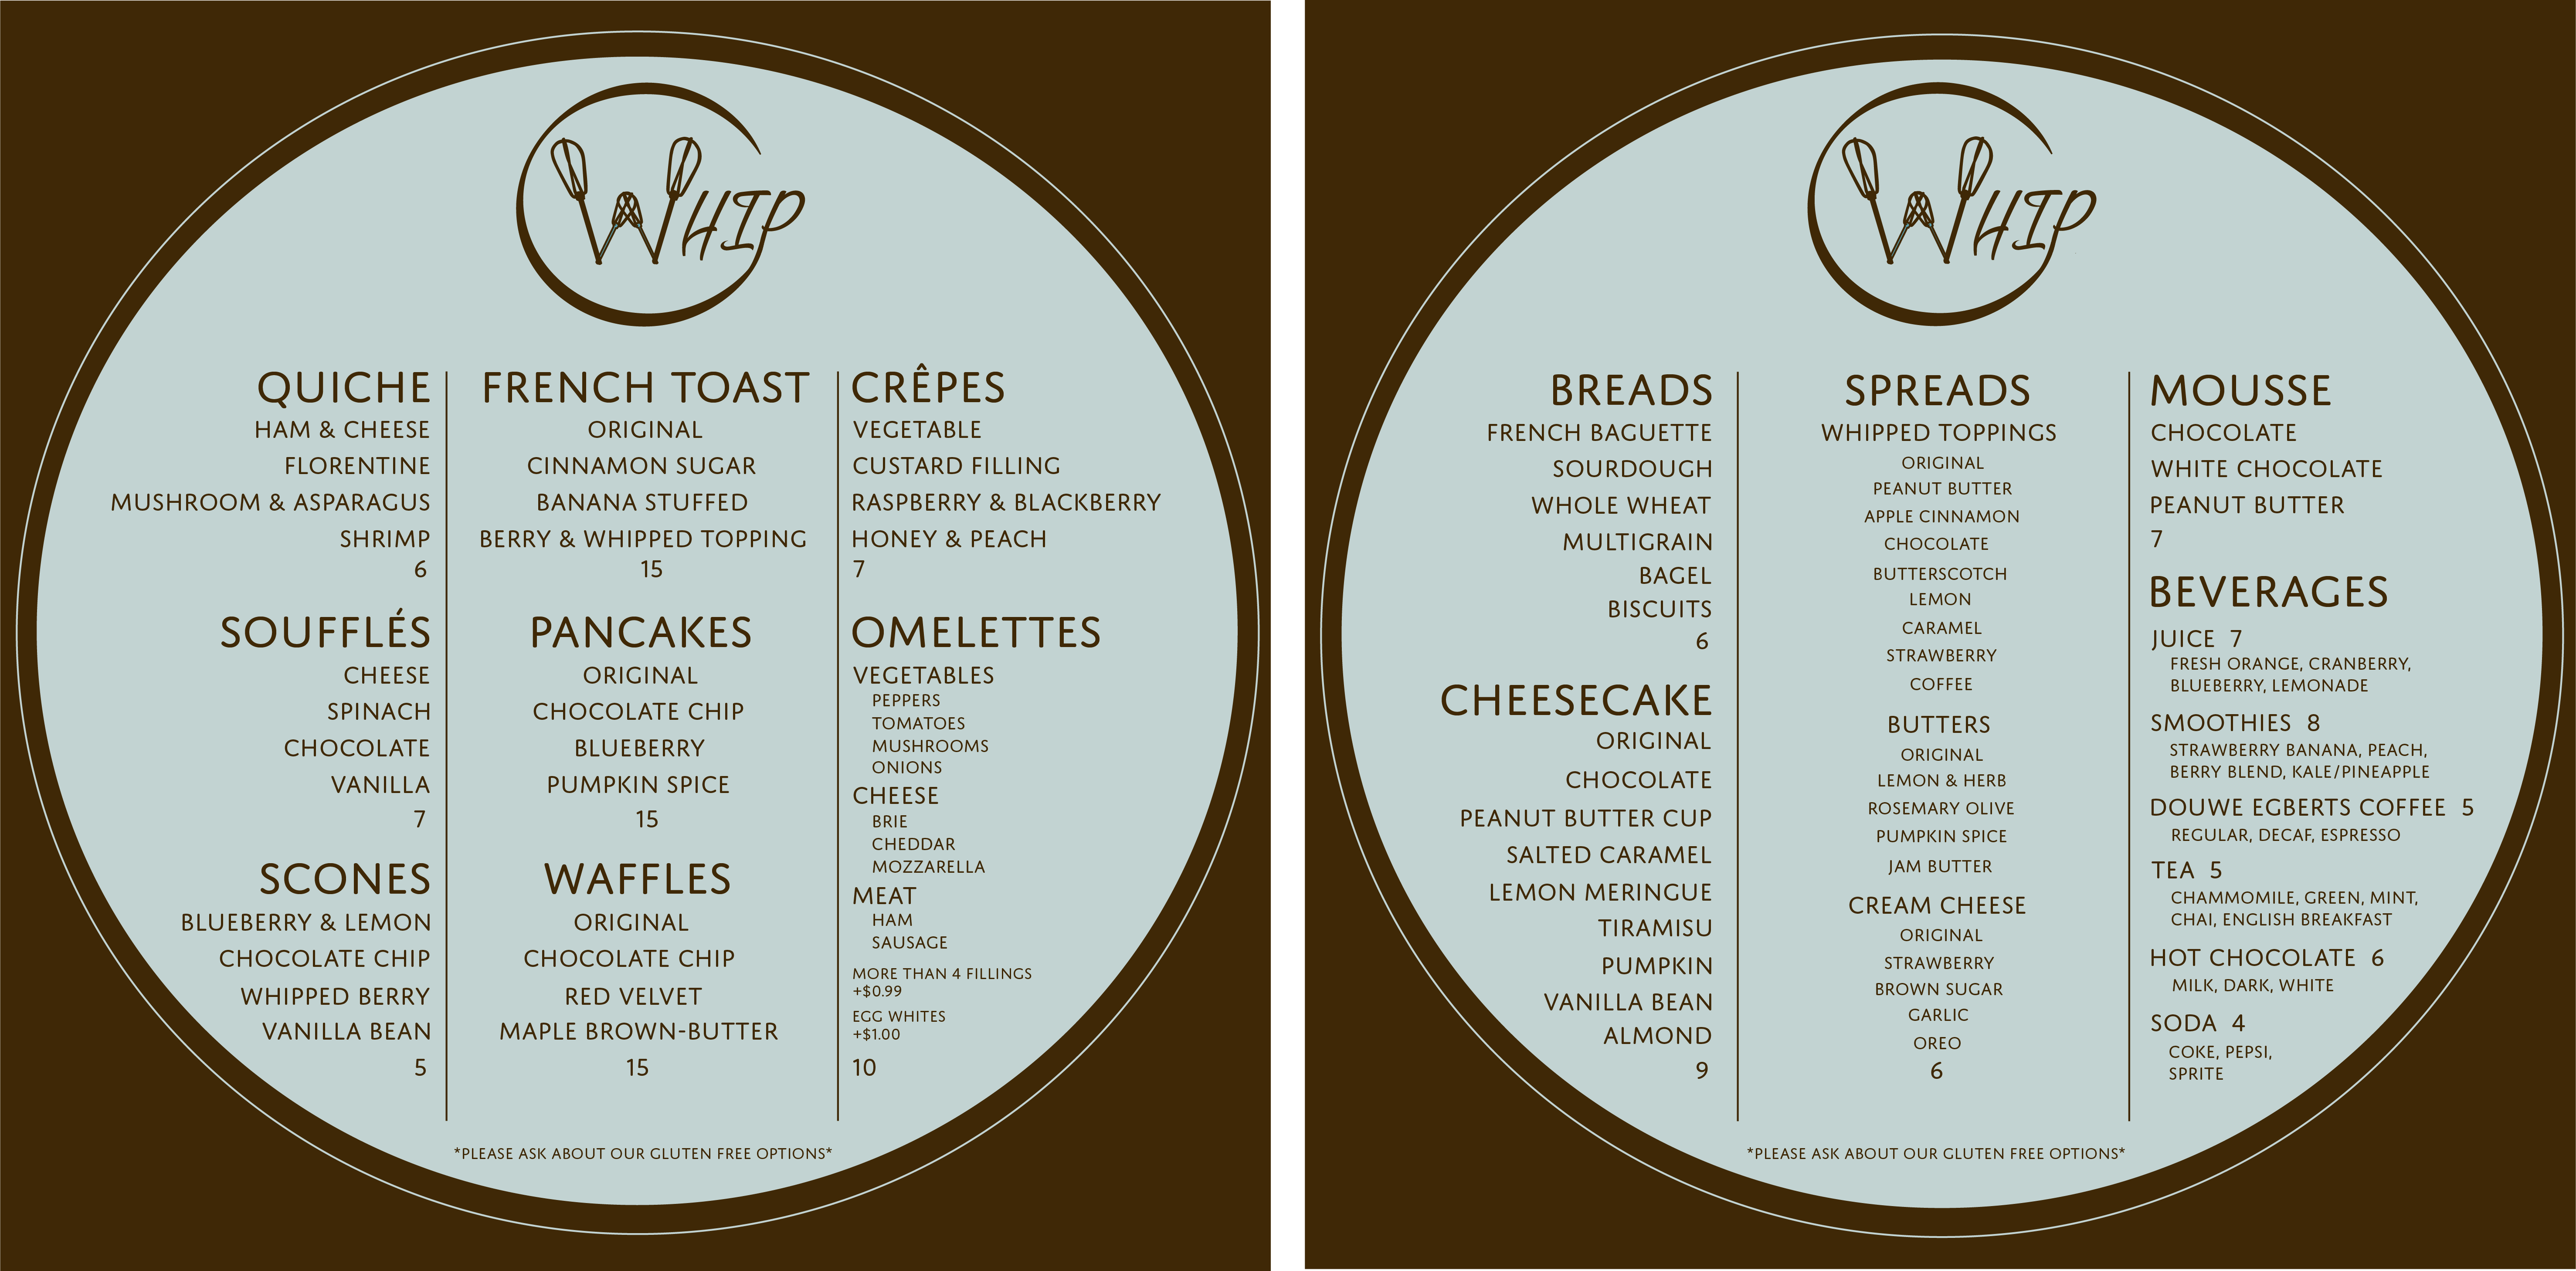 WHIP
QUICHE
HAM & CHEESE
FLORENTINE
MUSHROOM & ASPARAGUS
SHRIMP
6
SOUFFLÉS
CHEESE
SPINACH
CHOCOLATE
VANILLA
7
SCONES
BLUEBERRY & LEMON
CHOCOLATE CHIP
WHIPPED BERRY
VANILLA BEAN
5
FRENCH TOAST
ORIGINAL
CINNAMON SUGAR
BANANA STUFFED
BERRY & WHIPPED TOPPING
15
PANCAKES
ORIGINAL
CHOCOLATE CHIP
BLUEBERRY
PUMPKIN SPICE
15
WAFFLES
ORIGINAL
CHOCOLATE CHIP
RED VELVET
MAPLE BROWN-BUTTER
15
CRÊPES
VEGETABLE
CUSTARD FILLING
RASPBERRY & BLACKBERRY
HONEY & PEACH
7
OMELETTES
VEGETABLES
PEPPERS
TOMATOES
MUSHROOMS
ONIONS
CHEESE
BRIE
CHEDDAR
MOZZARELLA
MEAT
HAM
SAUSAGE
MORE THAN 4 FILLINGS
+$0.99
EGG WHITES
+$1.00
10
*PLEASE ASK ABOUT OUR GLUTEN FREE OPTIONS*
WHIP
BREADS
FRENCH BAGUETTE
SOURDOUGH
WHOLE WHEAT
MULTIGRAIN
BAGEL
BISCUITS
6
CHEESECAKE
ORIGINAL
CHOCOLATE
PEANUT BUTTER CUP
SALTED CARAMEL
LEMON MERINGUE
TIRAMISU
PUMPKIN
VANILLA BEAN
ALMOND
9
SPREADS
WHIPPED TOPPINGS
ORIGINAL
PEANUT BUTTER
APPLE CINNAMON
CHOCOLATE
BUTTERSCOTCH
LEMON
CARAMEL
STRAWBERRY
COFFEE
BUTTERS
ORIGINAL
LEMON & HERB
ROSEMARY OLIVE
PUMPKIN SPICE
JAM BUTTER
CREAM CHEESE
ORIGINAL
STRAWBERRY
BROWN SUGAR
GARLIC
OREO
6
MOUSSE
CHOCOLATE
WHITE CHOCOLATE
PEANUT BUTTER
7
BEVERAGES
JUICE 7
FRESH ORANGE, CRANBERRY,
BLUEBERRY, LEMONADE
SMOOTHIES 8
STRAWBERRY BANANA, PEACH,
BERRY BLEND, KALE/PINEAPPLE
DOUWE EGBERTS COFFEE 5
REGULAR, DECAF, ESPRESSO
TEA 5
CHAMMOMILE, GREEN, MINT,
CHAI, ENGLISH BREAKFAST
HOT CHOCOLATE 6
MILK, DARK, WHITE
SODA 4
COKE, PEPSI,
SPRITE
*PLEASE ASK ABOUT OUR GLUTEN FREE OPTIONS*